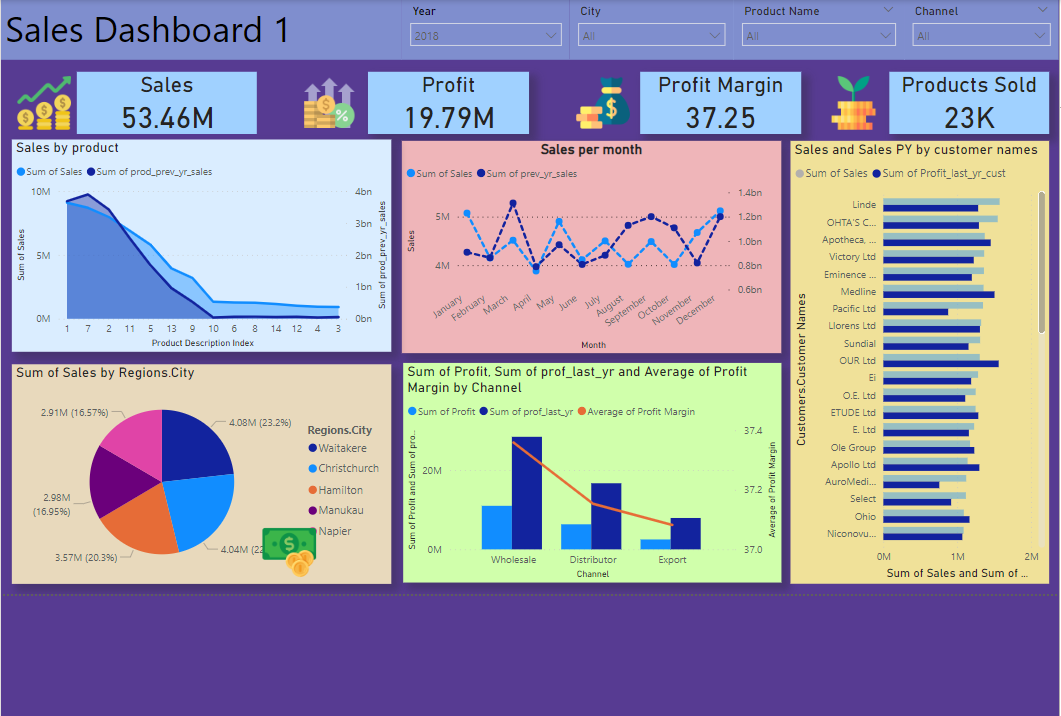 Sales Dashboard 1
Year
2018
City
All
Product Name
All
Channel
All
Sales
53.46M
Profit
19.79M
Profit Margin
37.25
Products Sold
23K
Sales by product
Sum of Sales Sum of prod_prev_yr_sales
10M
5M
0M
Sum of Sales
4bn
3bn
2bn
1bn
0bn
Sum of prod_prev_yr_sales
1 7 2 11 5 13 9 10 6 8 14 12 4 3
Product Description Index
Sales per month
Sum of Sales Sum of prev_yr_sales
5M
4M
Sales
1.4bn
1.2bn
1.0bn
0.8bn
0.6bn
January February March April May June July August September October November December
Month
Sales and Sales PY by customer names
Sum of Sales Sum of Profit_last_yr_cust
Customers.Customer Names
Linde
OHTA'S C...
Apotheca, ...
Victory Ltd
Eminence ...
Medline
Pacific Ltd
Llorens Ltd
Sundial
OUR Ltd
Ei
O.E. Ltd
ETUDE Ltd
E. Ltd
Ole Group
Apollo Ltd
AuroMedi...
Select
Ohio
Niconovu...
0M 1M 2M
Sum of Sales and Sum of ...
Sum of Sales by Regions.City
2.91M (16.57%)
4.08M (23.2%)
2.98M
(16.95%)
3.57M (20.3%)
4.04M (22
Regions.City
Waitakere
Christchurch
Hamilton
Manukau
Napier
Sum of Profit, Sum of prof_last_yr and Average of Profit
Margin by Channel
Sum of Profit Sum of prof_last_yr Average of Profit Margin
Sum of Profit and Sum of pro...
20M
0M
37.4
37.2
37.0
Average of Profit Margin
Wholesale Distributor Export
Channel